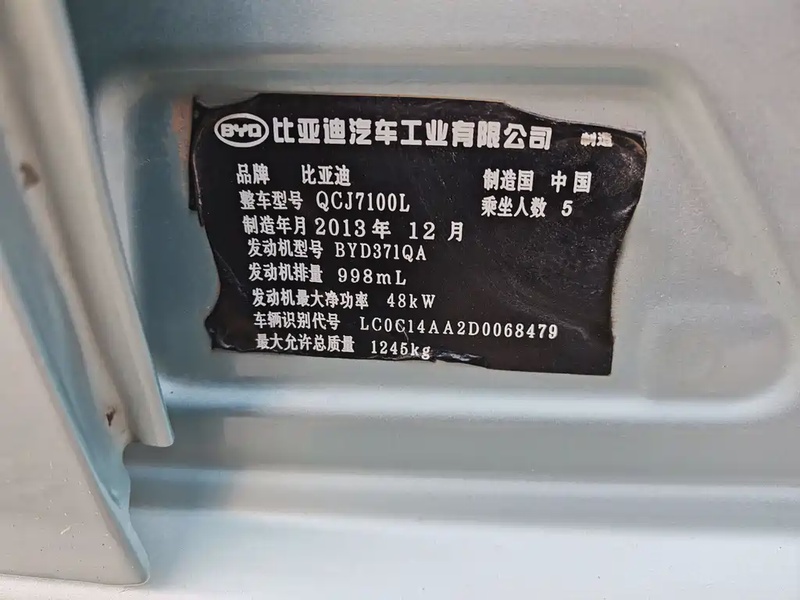 BYD 比亚迪汽车工业有限公司 制造
品牌 比亚迪 制造国 中国
整车型号 QCJ7100L 乘坐人数 5
制造年月 2013 年 12 月
发动机型号 BYD371QA
发动机排量 998mL
发动机最大净功率 48kW
车辆识别代号 LC0C14AA2D0068479
最大允许总质量 1245kg